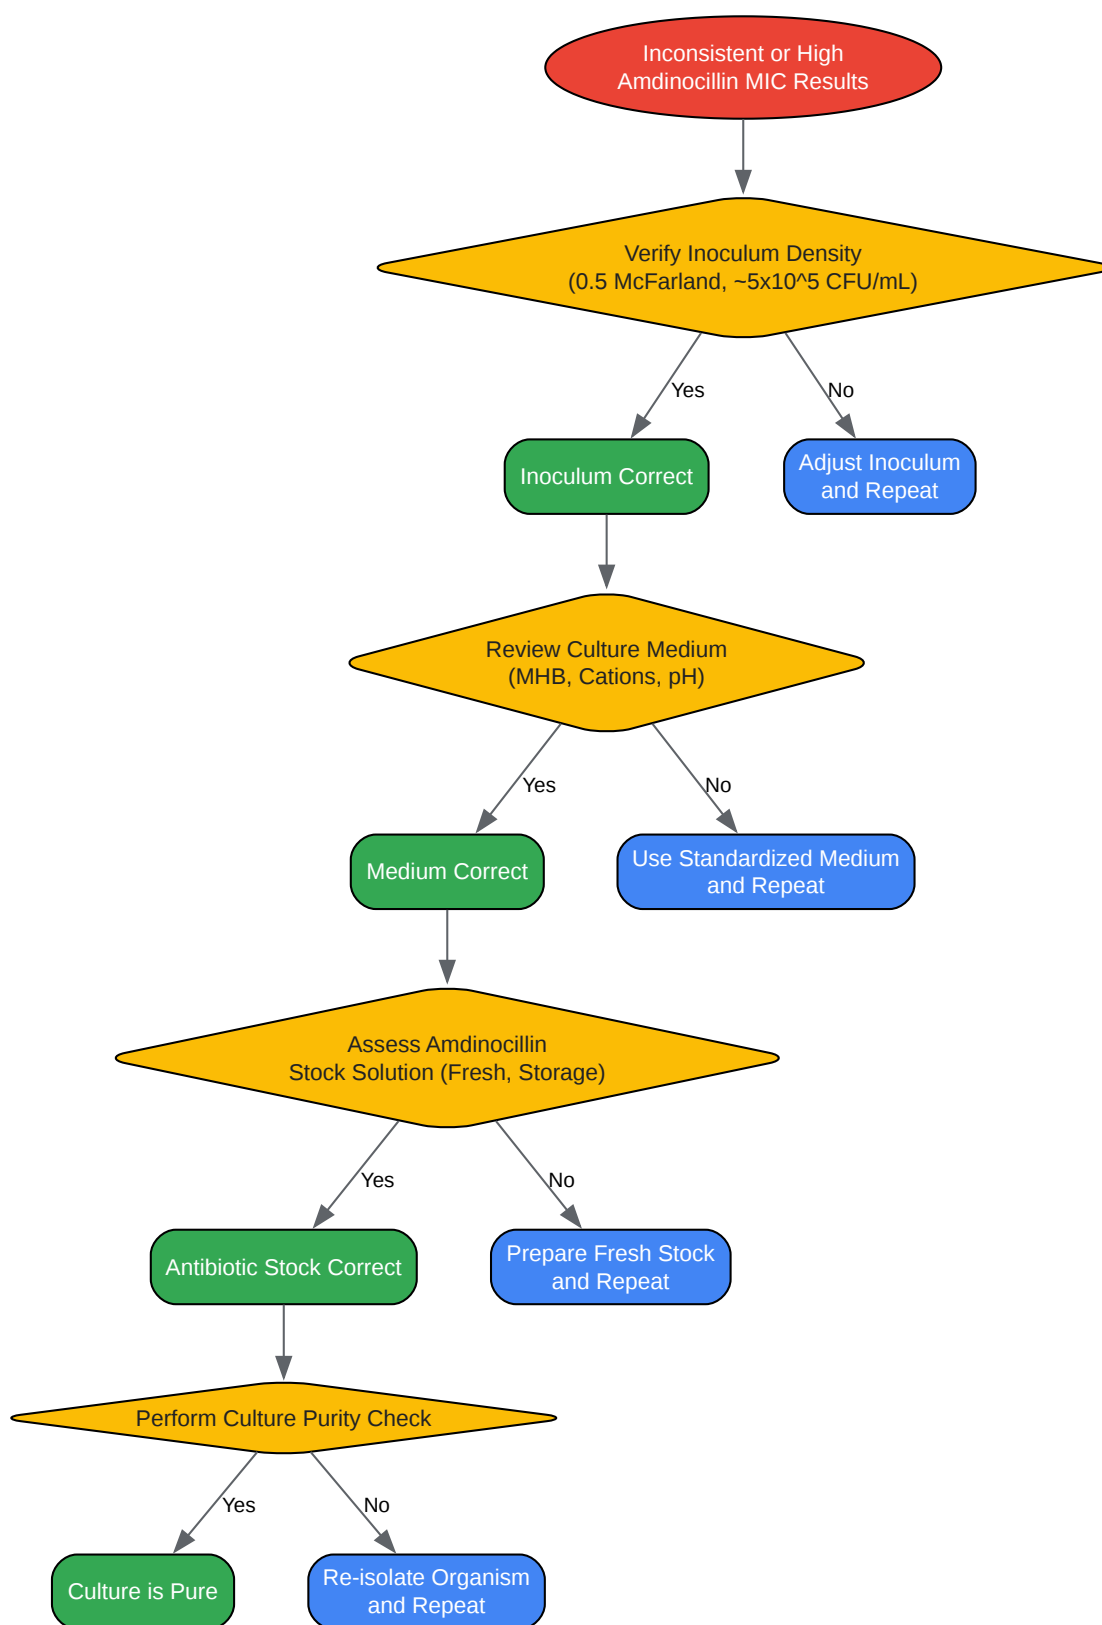 Inconsistent or High
Amdinocillin MIC Results
Verify Inoculum Density
(0.5 McFarland, ~5x10^5 CFU/mL)
Yes
No
Inoculum Correct
Adjust Inoculum
and Repeat
Review Culture Medium
(MHB, Cations, pH)
Yes
No
Medium Correct
Use Standardized Medium
and Repeat
Assess Amdinocillin
Stock Solution (Fresh, Storage)
Yes
No
Antibiotic Stock Correct
Prepare Fresh Stock
and Repeat
Perform Culture Purity Check
Yes
No
Culture is Pure
Re-isolate Organism
and Repeat